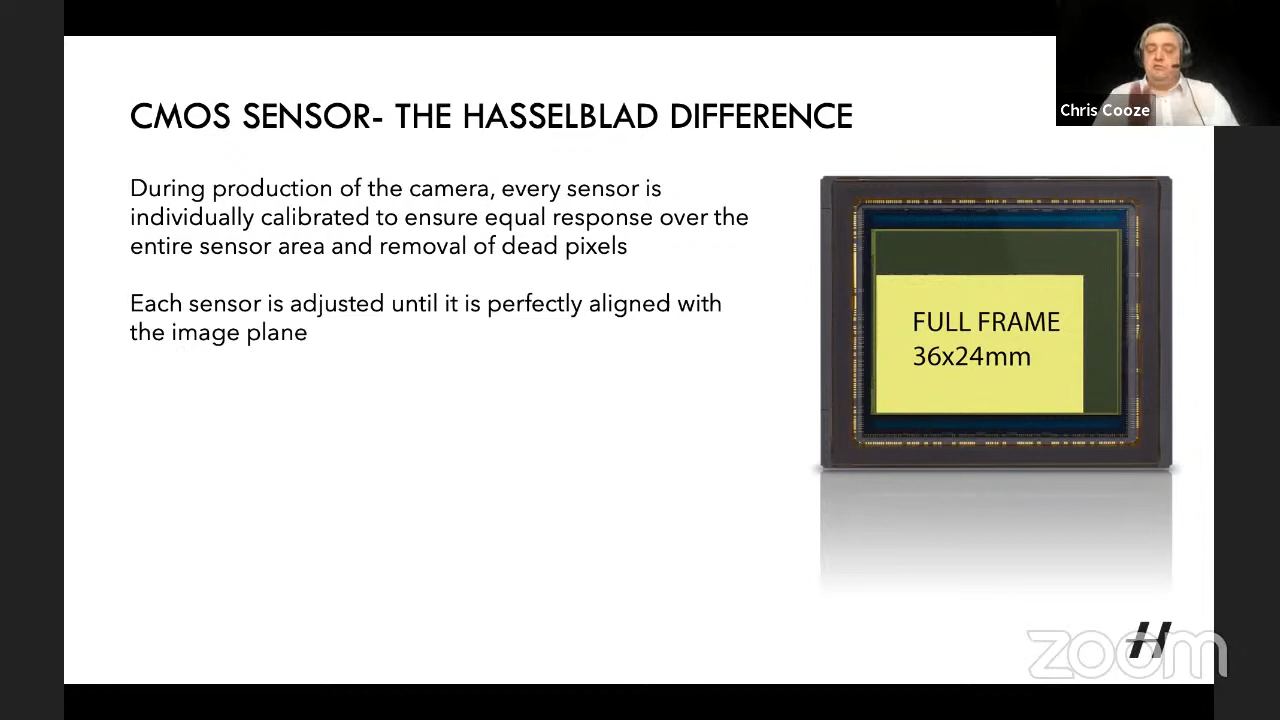 CMOS SENSOR- THE HASSELBLAD DIFFERENCE
Chris Cooze
During production of the camera, every sensor is
individually calibrated to ensure equal response over the
entire sensor area and removal of dead pixels
Each sensor is adjusted until it is perfectly aligned with
the image plane
FULL FRAME
36x24mm
H
zoom